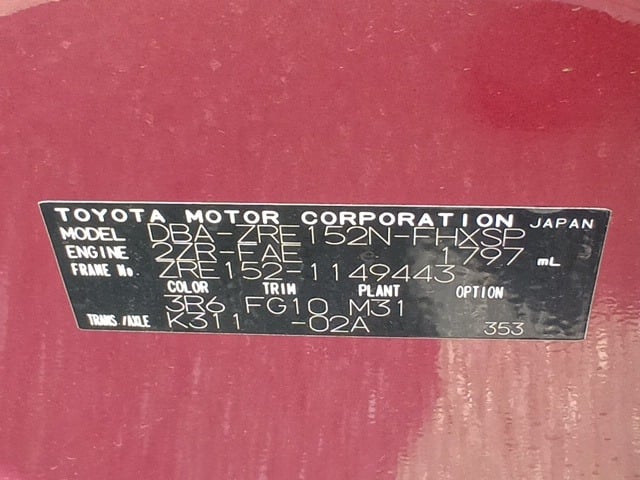 TOYOTA MOTOR CORPORATION JAPAN
MODEL DBA-ZRE152N-FHXSP
ENGINE 2ZR-FAE 1797 mL
FRAME No. ZRE152-1149443
COLOR TRIM PLANT OPTION
3R6 FG10 M31
TRANS./AXLE K311 -02A 353